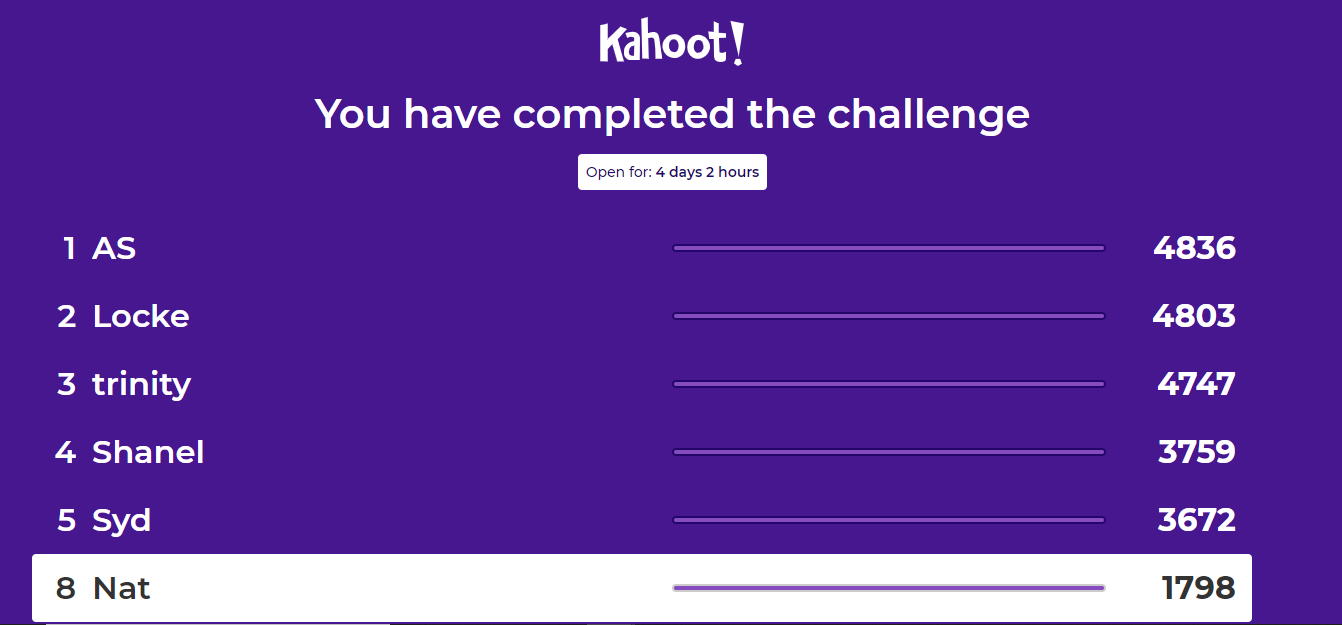 Kahoot!
You have completed the challenge
Open for: 4 days 2 hours
1 AS 4836
2 Locke 4803
3 trinity 4747
4 Shanel 3759
5 Syd 3672
8 Nat 1798